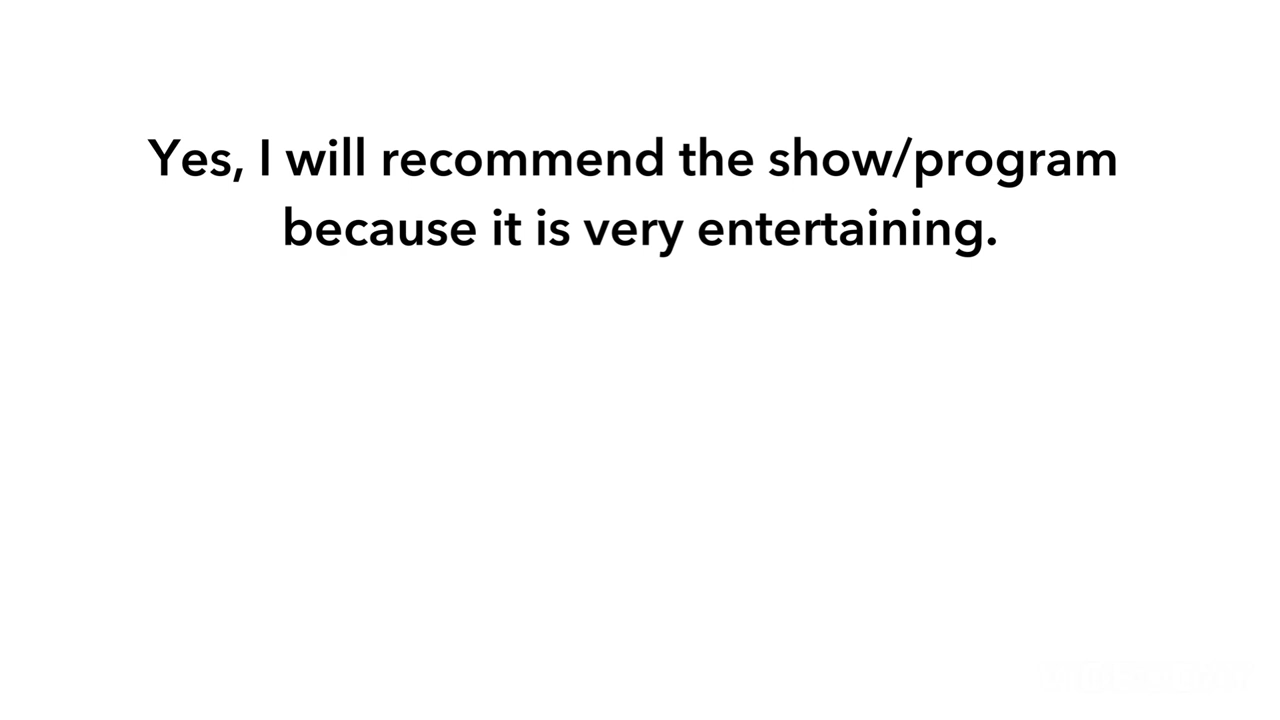 Yes, I will recommend the show/program
because it is very entertaining.